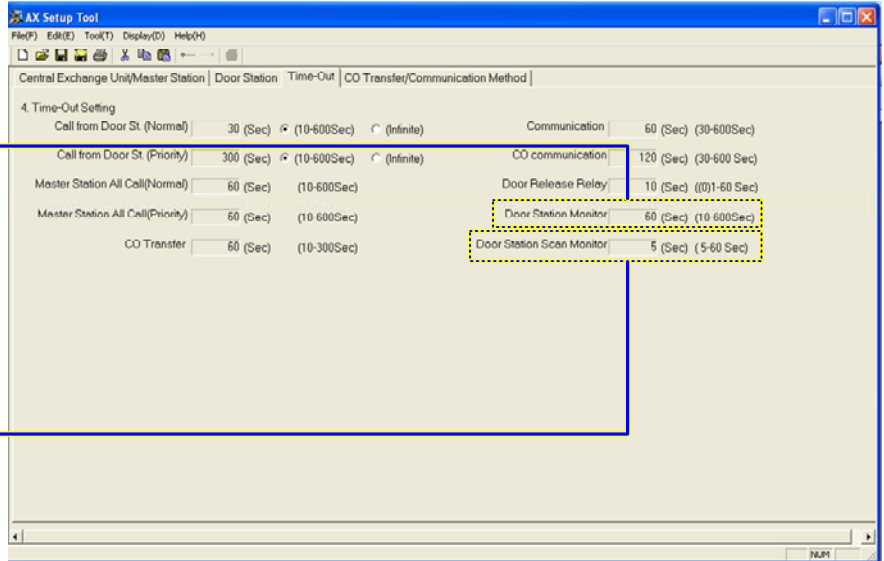 AX Setup Tool
File(F) Edit(E) Tool(T) Display(D) Help(H)
Central Exchange Unit/Master Station Door Station Time-Out CO Transfer/Communication Method
4. Time-Out Setting
Call from Door St. (Normal) 30 (Sec) (10-600Sec) (Infinite) Communication 60 (Sec) (30-600Sec)
Call from Door St. (Priority) 300 (Sec) (10-600Sec) (Infinite) CO communication 120 (Sec) (30-600 Sec)
Master Station All Call(Normal) 60 (Sec) (10-600Sec) Door Release Relay 10 (Sec) ((0)1-60 Sec)
Master Station All Call(Priority) 60 (Sec) (10-600Sec) Door Station Monitor 60 (Sec) (10-600Sec)
CO Transfer 60 (Sec) (10-300Sec) Door Station Scan Monitor 5 (Sec) ( 5-60 Sec)
NUM